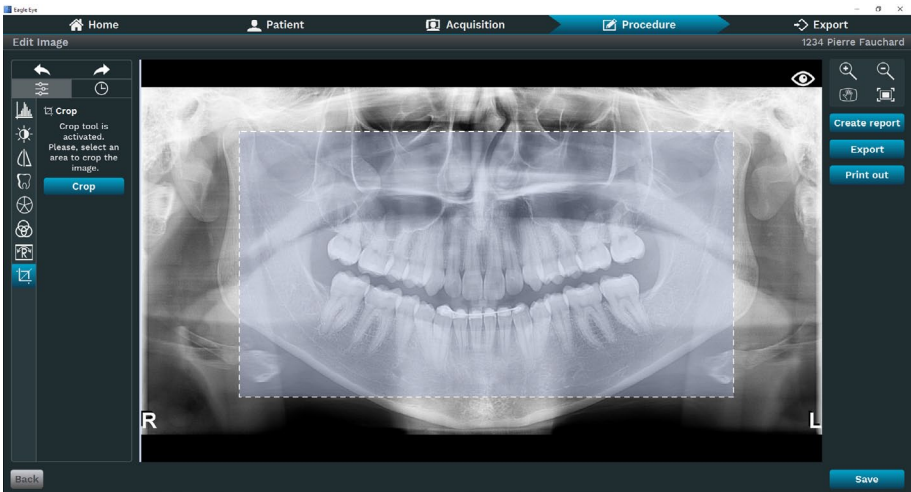 Eagle Eye
Home
Patient
Acquisition
Procedure
Export
Edit Image
1234 Pierre Fauchard
Crop
Crop tool is
activated.
Please, select an
area to crop the
image.
Crop
R
R
L
Create report
Export
Print out
Back
Save